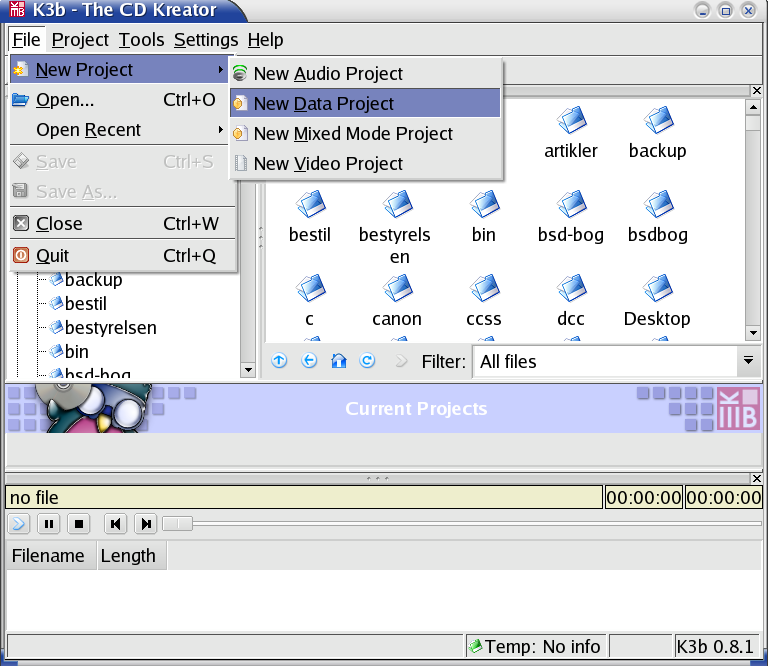 K3b - The CD Kreator
File Project Tools Settings Help
New Project
Open... Ctrl+O
Open Recent
Save Ctrl+S
Save As...
Close Ctrl+W
Quit Ctrl+Q
New Audio Project
New Data Project
New Mixed Mode Project
New Video Project
artikler backup
bestil bestyrels bin bsd-bog bsdbog
en
c canon ccss dcc Desktop
backup
bestil
bestyrelsen
bin
bsd-bog
Filter: All files
Current Projects
K3B
no file 00:00:00 00:00:00
Filename Length
Temp: No info K3b 0.8.1